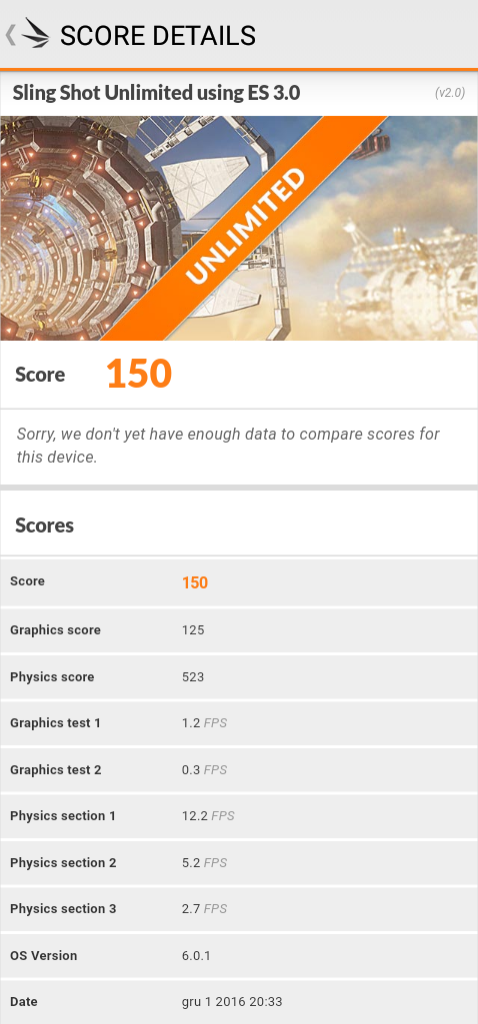 SCORE DETAILS
Sling Shot Unlimited using ES 3.0 (v2.0)
UNLIMITED
Score 150
Sorry, we don't yet have enough data to compare scores for
this device.
Scores
Score 150
Graphics score 125
Physics score 523
Graphics test 1 1.2 FPS
Graphics test 2 0.3 FPS
Physics section 1 12.2 FPS
Physics section 2 5.2 FPS
Physics section 3 2.7 FPS
OS Version 6.0.1
Date gru 1 2016 20:33